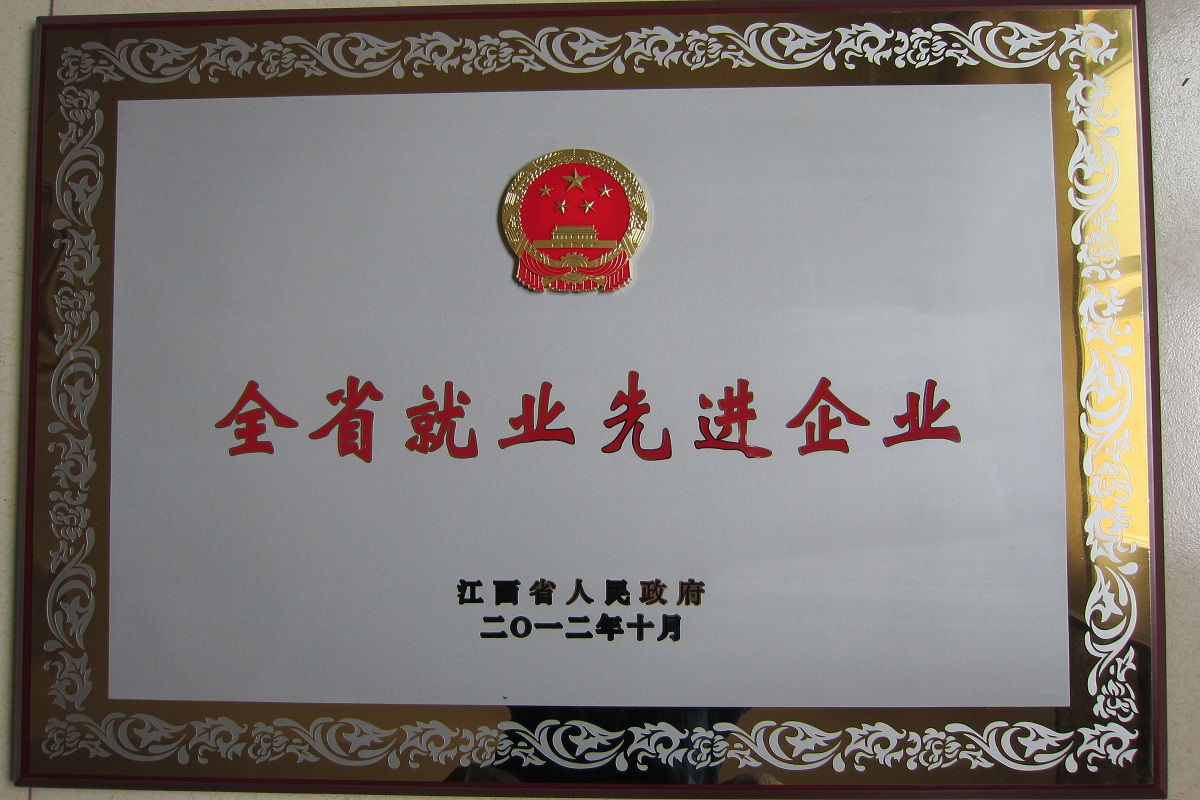 全省就业先进企业
江西省人民政府
二〇一二年十月